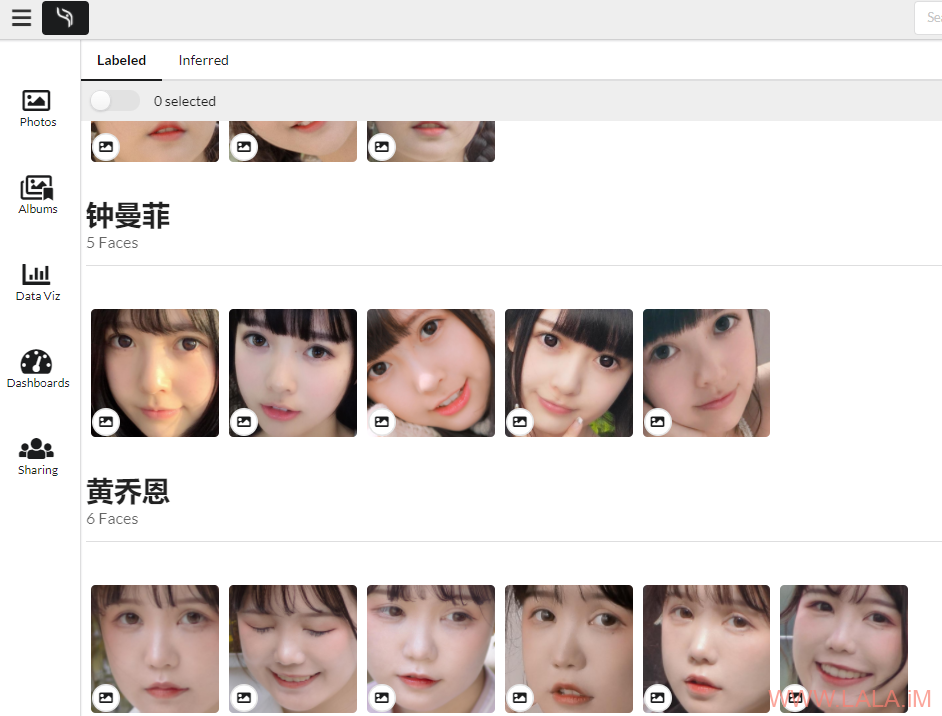 Sea
Labeled
Inferred
0 selected
Photos
Albums
Data Viz
Dashboards
Sharing
钟曼菲
5 Faces
黄乔恩
6 Faces
WWW.LALA.iM